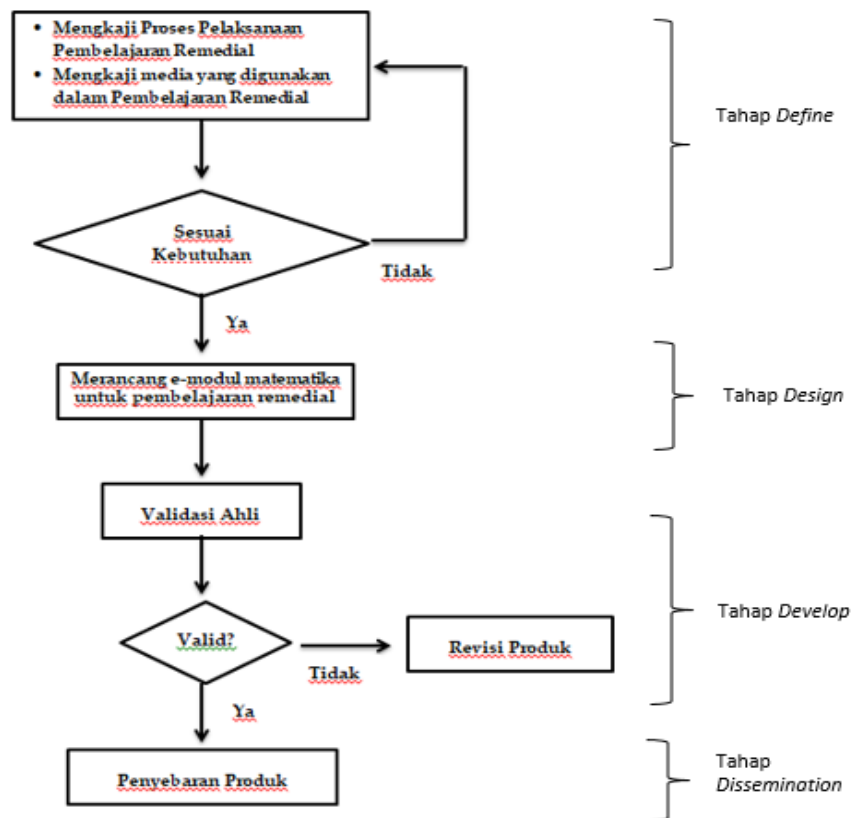 • Mengkaji Proses Pelaksanaan
Pembelajaran Remedial
• Mengkaji media yang digunakan
dalam Pembelajaran Remedial
Tahap Define
Sesuai
Kebutuhan
Tidak
Ya
Merancang e-modul matematika
untuk pembelajaran remedial
Tahap Design
Validasi Ahli
Valid?
Tidak
Revisi Produk
Tahap Develop
Ya
Penyebaran Produk
Tahap
Dissemination